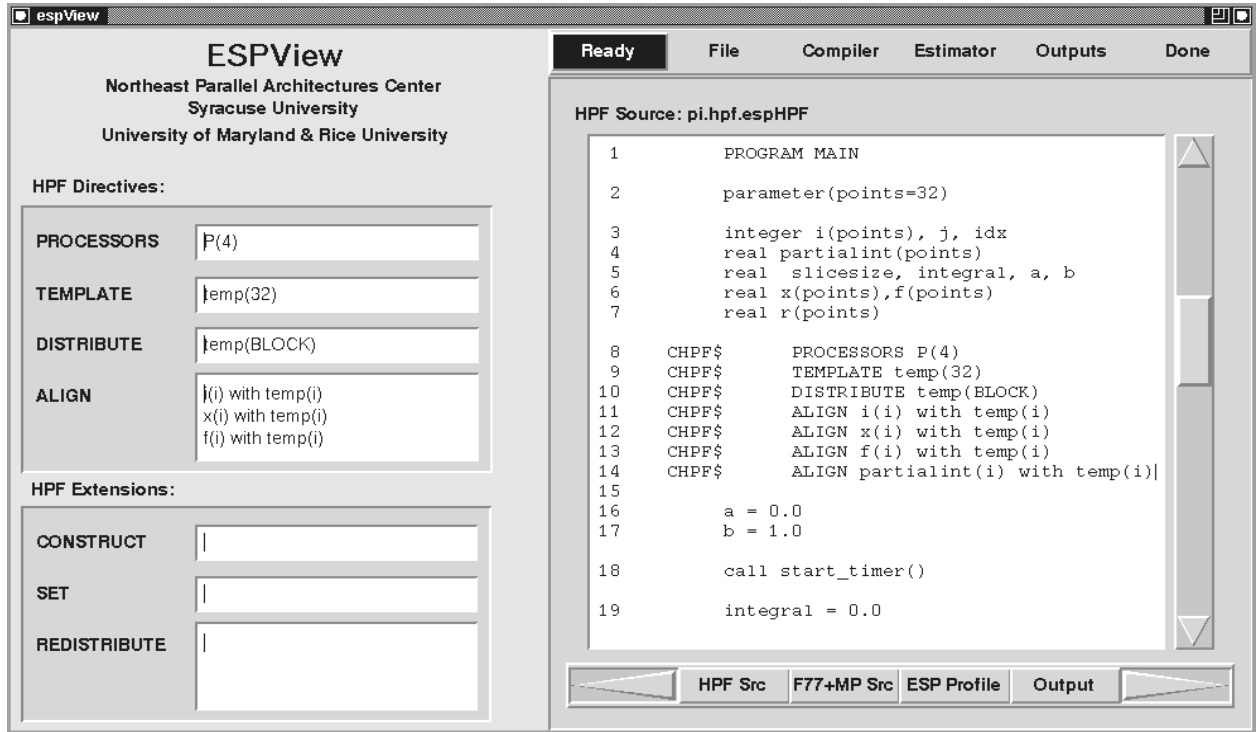 espView
ESPView
Northeast Parallel Architectures Center
Syracuse University
University of Maryland & Rice University
HPF Directives:
PROCESSORS P(4)
TEMPLATE temp(32)
DISTRIBUTE temp(BLOCK)
ALIGN i(i) with temp(i)
x(i) with temp(i)
f(i) with temp(i)
HPF Extensions:
CONSTRUCT
SET
REDISTRIBUTE
Ready File Compiler Estimator Outputs Done
HPF Source: pi.hpf.espHPF
1 PROGRAM MAIN
2 parameter(points=32)
3 integer i(points), j, idx
4 real partialint(points)
5 real slicesize, integral, a, b
6 real x(points),f(points)
7 real r(points)
8 CHPF$ PROCESSORS P(4)
9 CHPF$ TEMPLATE temp(32)
10 CHPF$ DISTRIBUTE temp(BLOCK)
11 CHPF$ ALIGN i(i) with temp(i)
12 CHPF$ ALIGN x(i) with temp(i)
13 CHPF$ ALIGN f(i) with temp(i)
14 CHPF$ ALIGN partialint(i) with temp(i)
15
16 a = 0.0
17 b = 1.0
18 call start_timer()
19 integral = 0.0
HPF Src F77+MP Src ESP Profile Output